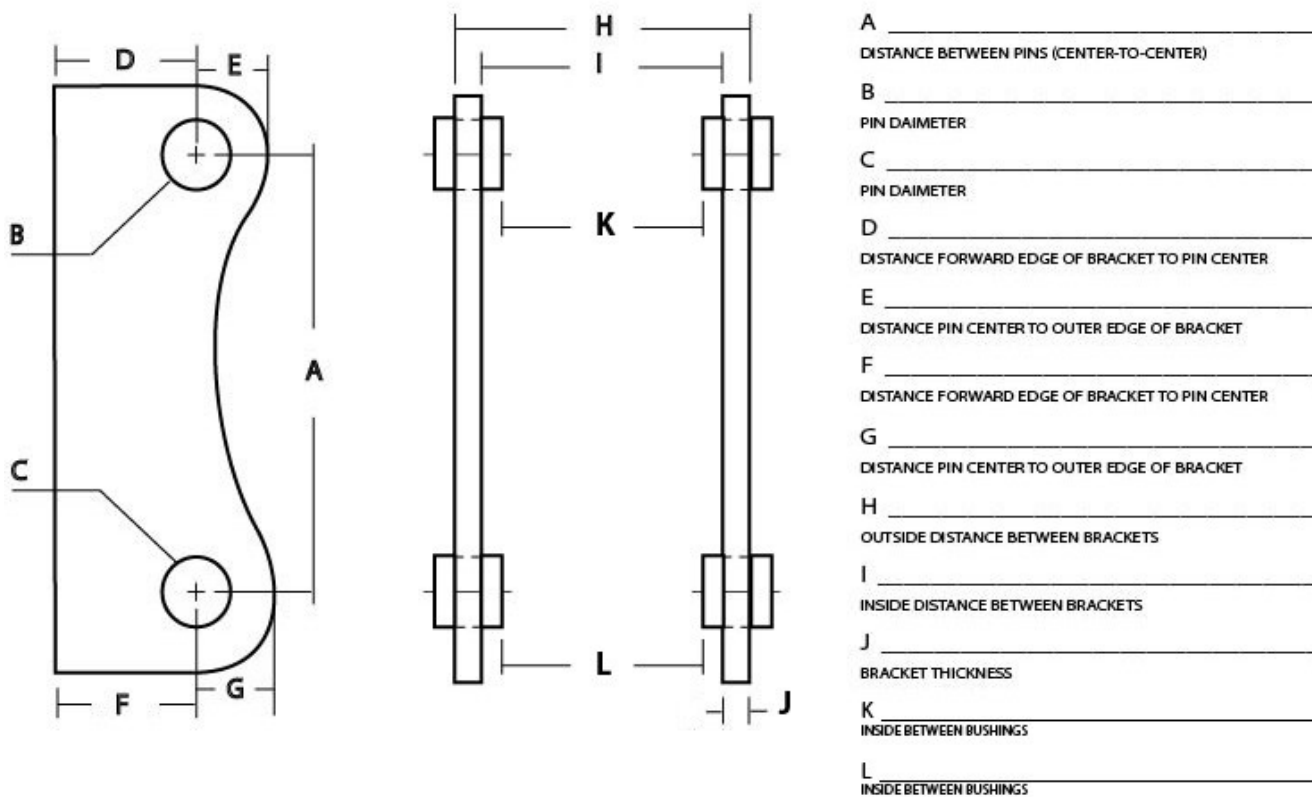 D
E
B
A
C
F
G
H
I
K
L
J
A
DISTANCE BETWEEN PINS (CENTER-TO-CENTER)
B
PIN DAIMETER
C
PIN DAIMETER
D
DISTANCE FORWARD EDGE OF BRACKET TO PIN CENTER
E
DISTANCE PIN CENTER TO OUTER EDGE OF BRACKET
F
DISTANCE FORWARD EDGE OF BRACKET TO PIN CENTER
G
DISTANCE PIN CENTER TO OUTER EDGE OF BRACKET
H
OUTSIDE DISTANCE BETWEEN BRACKETS
I
INSIDE DISTANCE BETWEEN BRACKETS
J
BRACKET THICKNESS
K
INSIDE BETWEEN BUSHINGS
L
INSIDE BETWEEN BUSHINGS